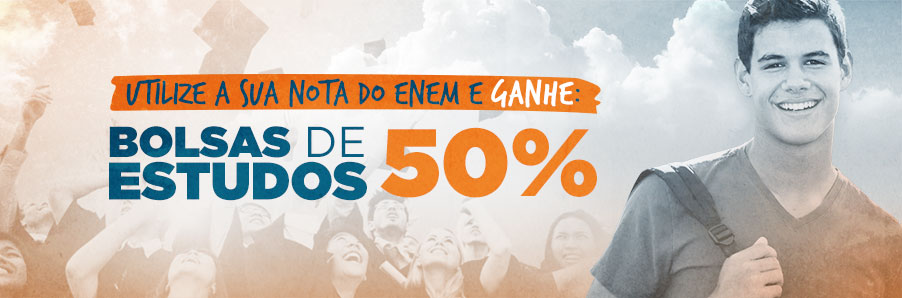 UTILIZE A SUA NOTA DO ENEM E GANHE:
BOLSAS DE
ESTUDOS
50%